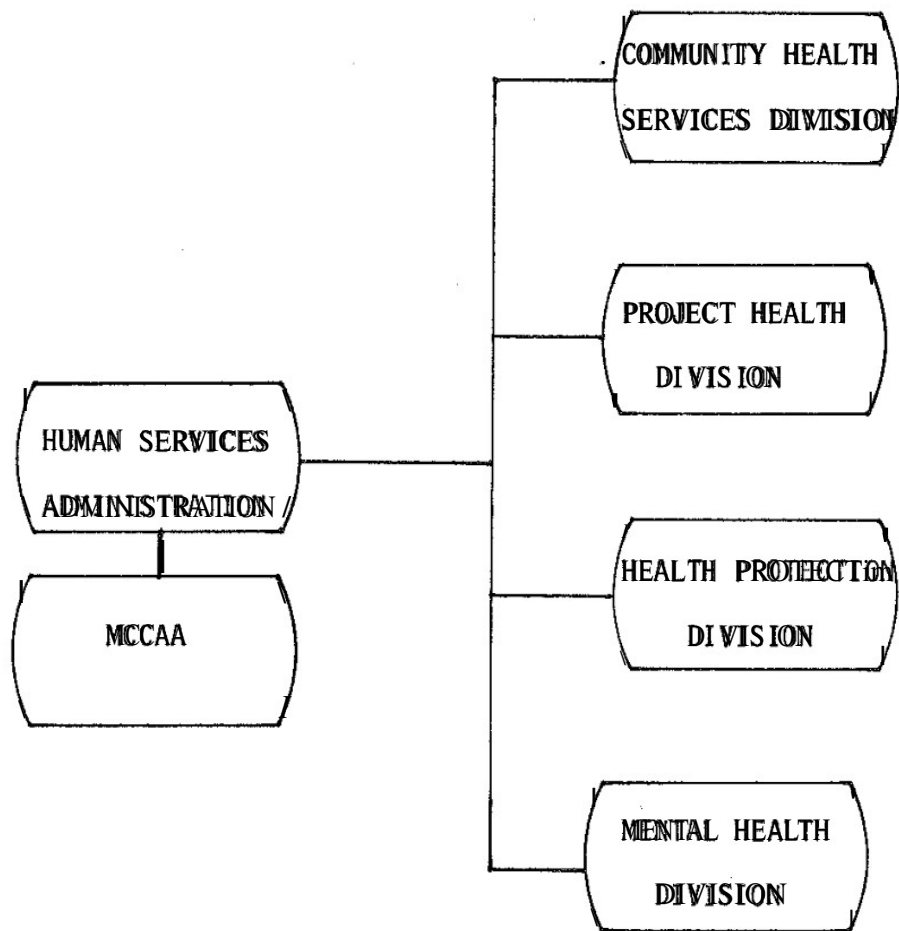 COMMUNITY HEALTH
SERVICES DIVISION
PROJECT HEALTH
DIVISION
HUMAN SERVICES
ADMINISTRATION
MCCAA
HEALTH PROTECTION
DIVISION
MENTAL HEALTH
DIVISION